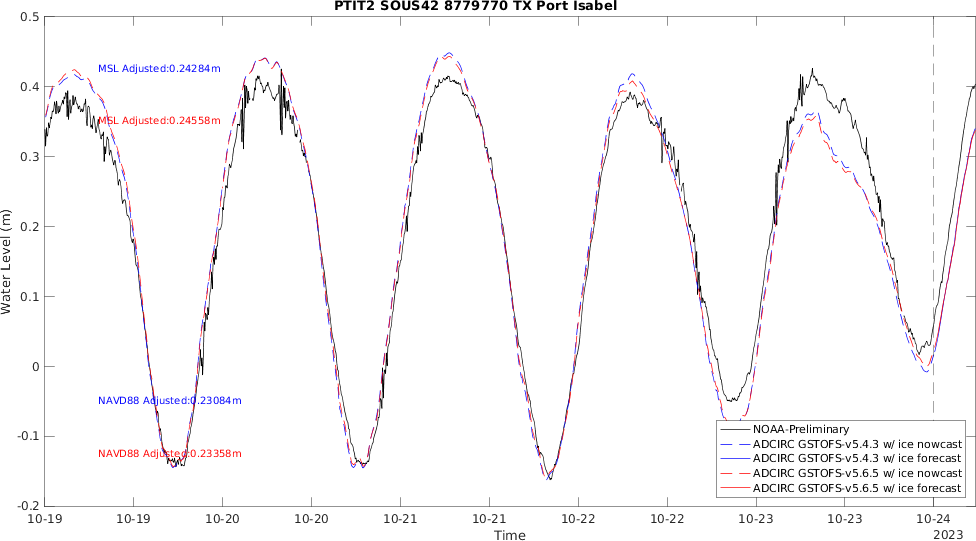 PTIT2 SOUS42 8779770 TX Port Isabel
0.5
0.4
0.3
0.2
0.1
0
-0.1
-0.2
Water Level (m)
MSL Adjusted:0.24284m
MSL Adjusted:0.24558m
NAVD88 Adjusted:0.23084m
NAVD88 Adjusted:0.23358m
NOAA-Preliminary
ADCIRC GSTOFS-v5.4.3 w/ ice nowcast
ADCIRC GSTOFS-v5.4.3 w/ ice forecast
ADCIRC GSTOFS-v5.6.5 w/ ice nowcast
ADCIRC GSTOFS-v5.6.5 w/ ice forecast
10-19 10-19 10-20 10-20 10-21 10-21 10-22 10-22 10-23 10-23 10-24
Time
2023